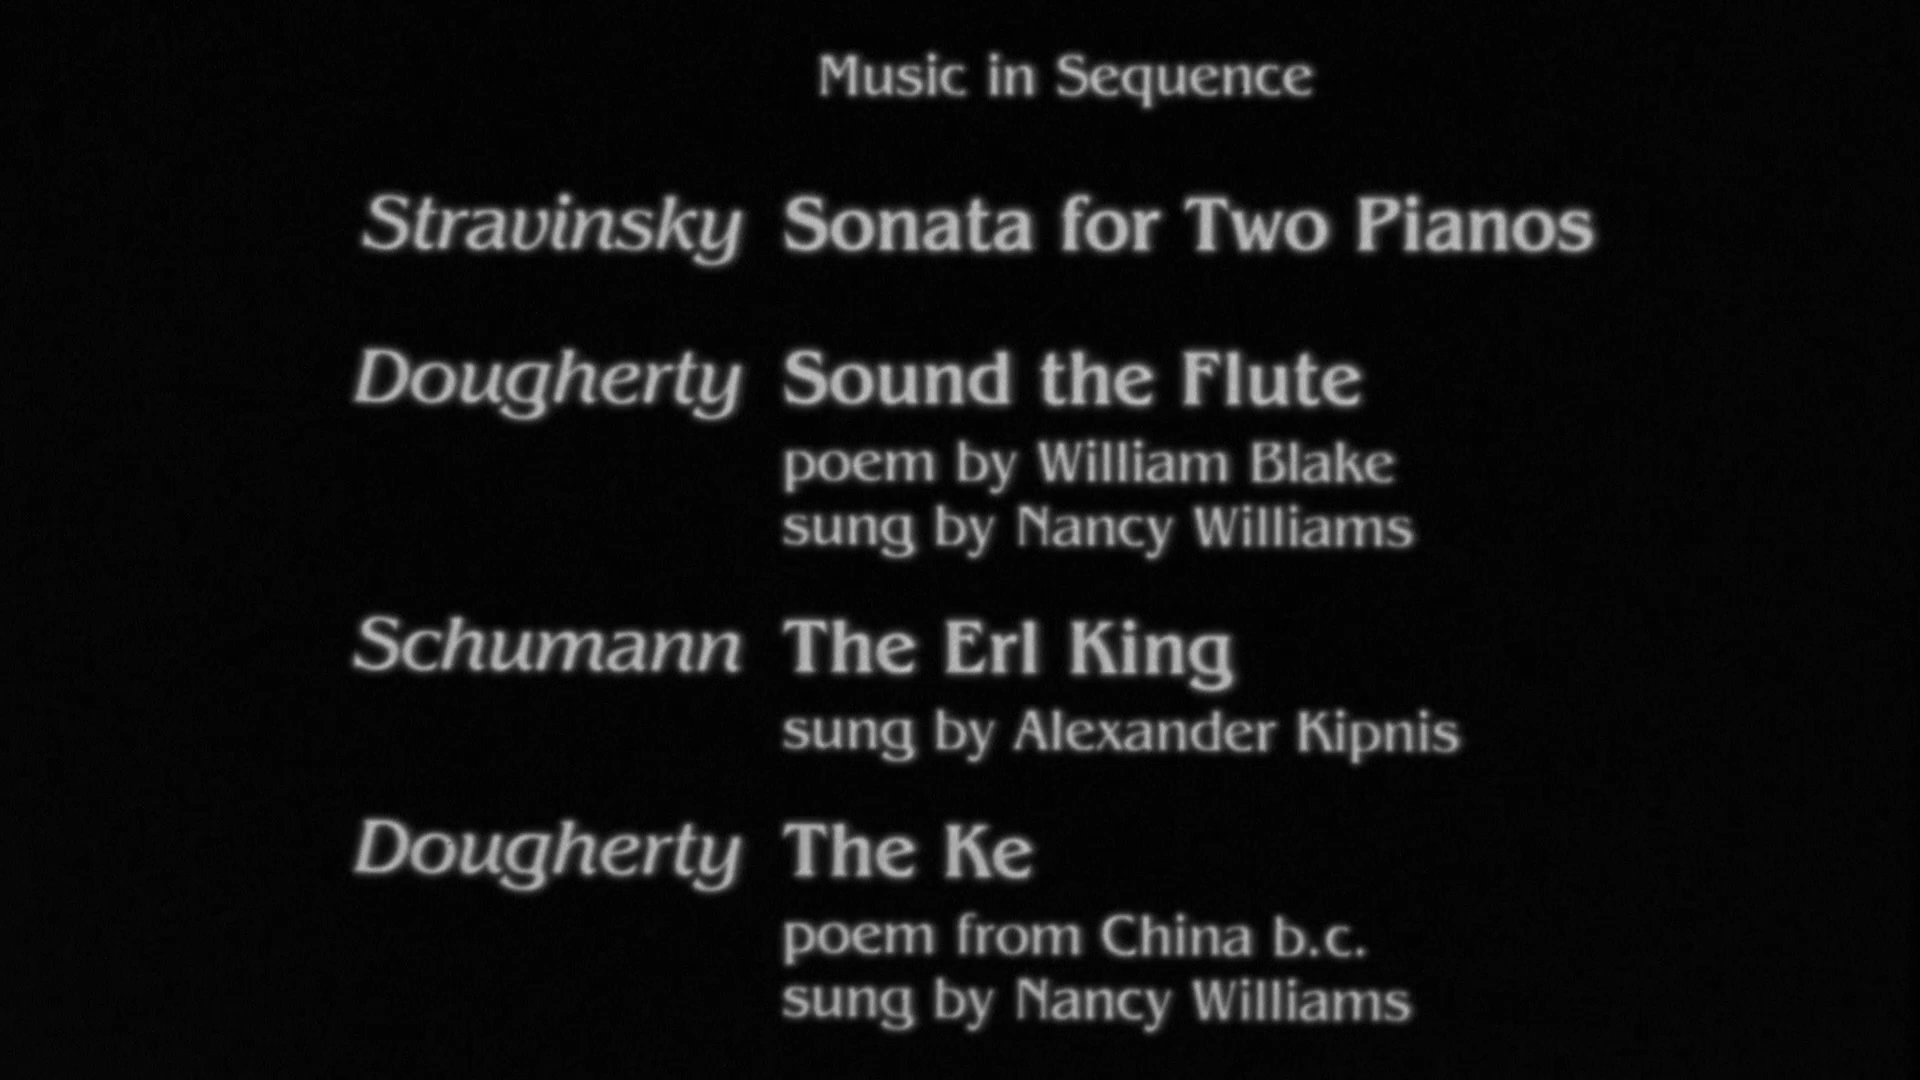 Music in Sequence
Stravinsky Sonata for Two Pianos
Dougherty Sound the Flute
poem by William Blake
sung by Nancy Williams
Schumann The Erl King
sung by Alexander Kipnis
Dougherty The Ke
poem from China b.c.
sung by Nancy Williams